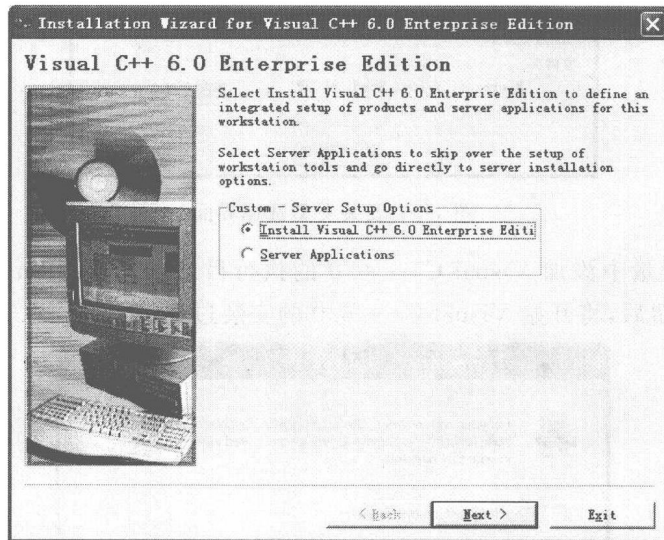 Installation Wizard for Visual C++ 6.0 Enterprise Edition
Visual C++ 6.0 Enterprise Edition
Select Install Visual C++ 6.0 Enterprise Edition to define an
integrated setup of products and server applications for this
workstation.
Select Server Applications to skip over the setup of
workstation tools and go directly to server installation
options.
Custom - Server Setup Options
Install Visual C++ 6.0 Enterprise Editi
Server Applications
< Back
Next >
Exit